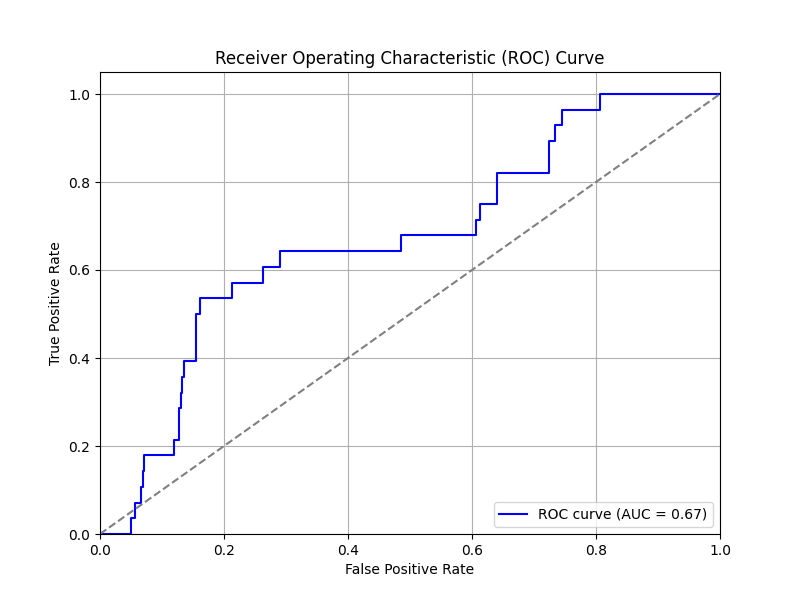 Receiver Operating Characteristic (ROC) Curve
1.0
0.8
0.6
0.4
0.2
0.0
True Positive Rate
ROC curve (AUC = 0.67)
0.0 0.2 0.4 0.6 0.8 1.0
False Positive Rate